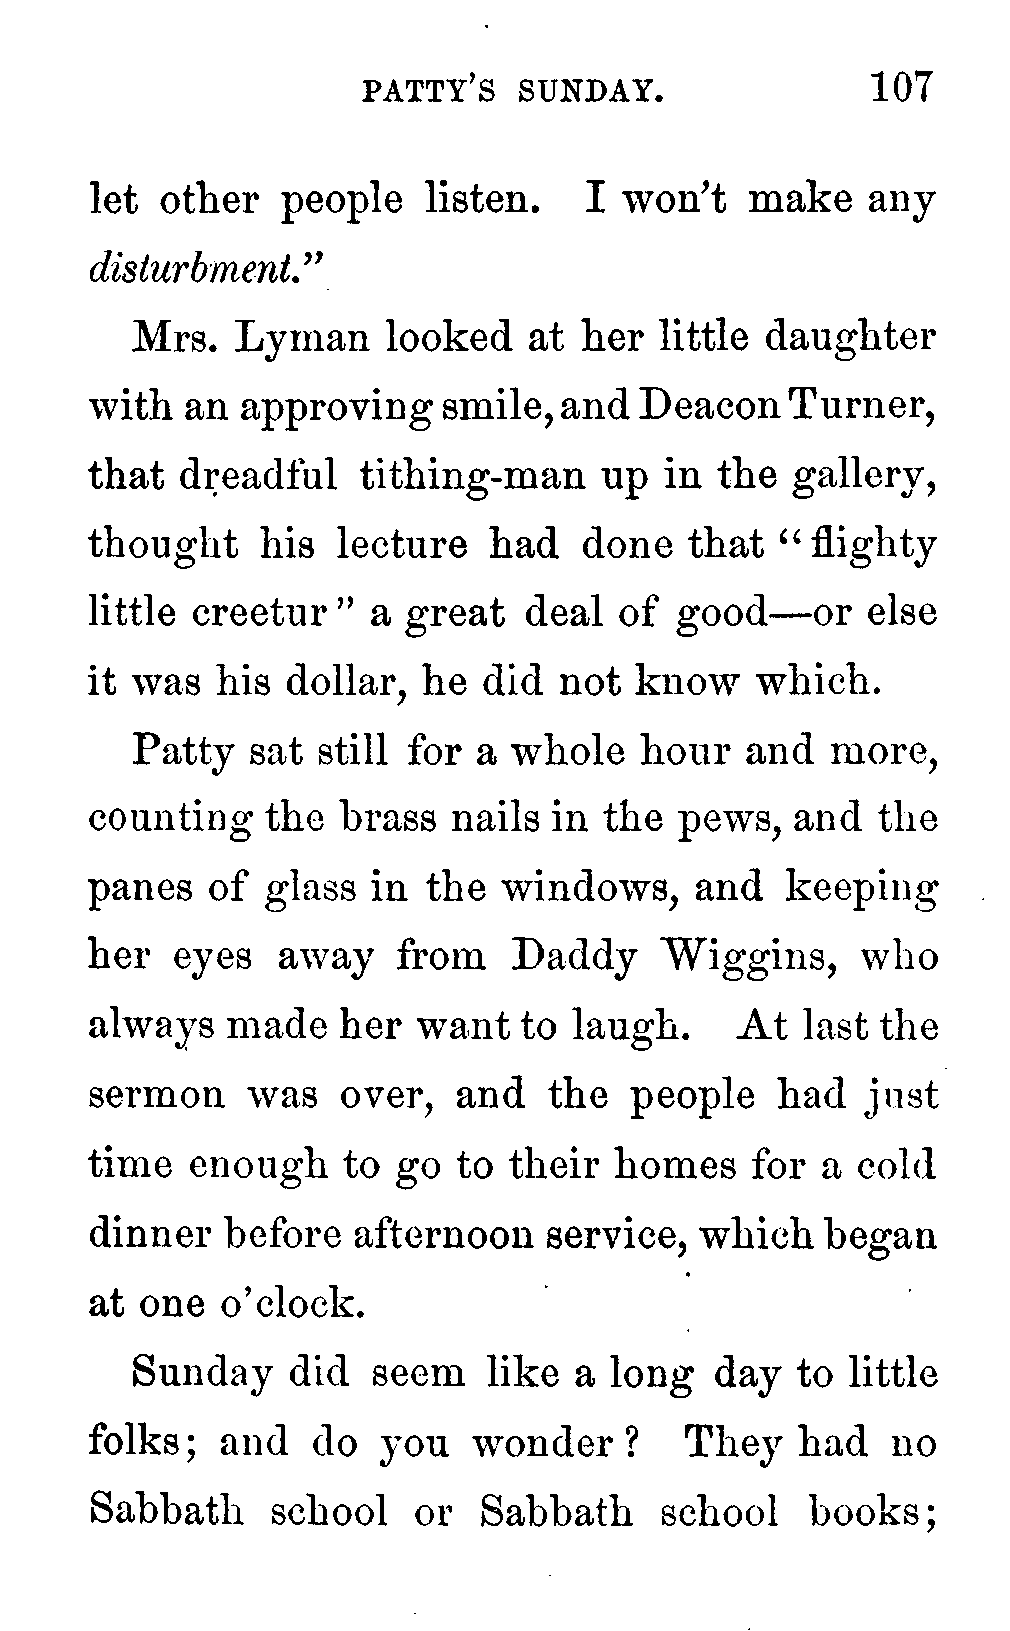 PATTY'S SUNDAY. 107
let other people listen. I won't make any
disturbment."
Mrs. Lyman looked at her little daughter
with an approving smile, and Deacon Turner,
that dreadful tithing-man up in the gallery,
thought his lecture had done that "flighty
little creetur" a great deal of good—or else
it was his dollar, he did not know which.
Patty sat still for a whole hour and more,
counting the brass nails in the pews, and the
panes of glass in the windows, and keeping
her eyes away from Daddy Wiggins, who
always made her want to laugh. At last the
sermon was over, and the people had just
time enough to go to their homes for a cold
dinner before afternoon service, which began
at one o'clock.
Sunday did seem like a long day to little
folks; and do you wonder? They had no
Sabbath school or Sabbath school books;